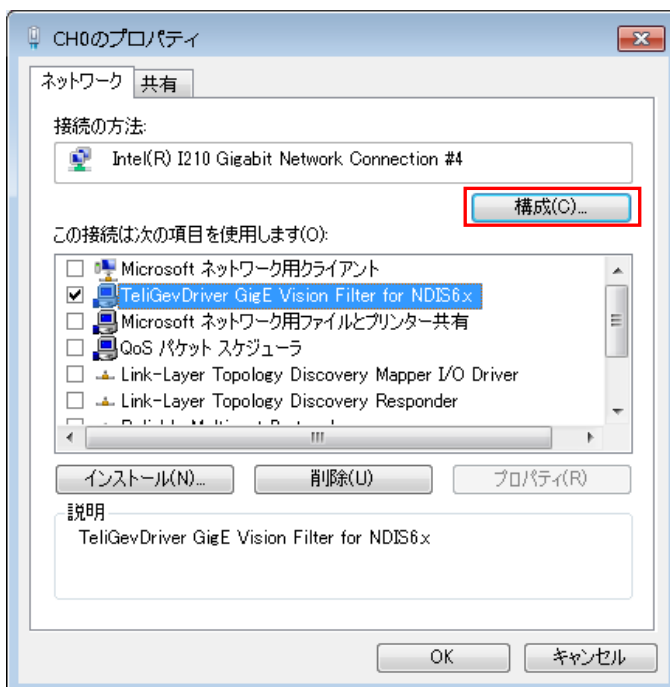 CH0のプロパティ
ネットワーク 共有
接続の方法:
Intel(R) I210 Gigabit Network Connection #4
構成(C)...
この接続は次の項目を使用します(O):
Microsoft ネットワーク用クライアント
TeliGevDriver GigE Vision Filter for NDIS6.x
Microsoft ネットワーク用ファイルとプリンター共有
QoS パケット スケジューラ
Link-Layer Topology Discovery Mapper I/O Driver
Link-Layer Topology Discovery Responder
インストール(N)... 削除(U) プロパティ(R)
説明
TeliGevDriver GigE Vision Filter for NDIS6.x
OK キャンセル